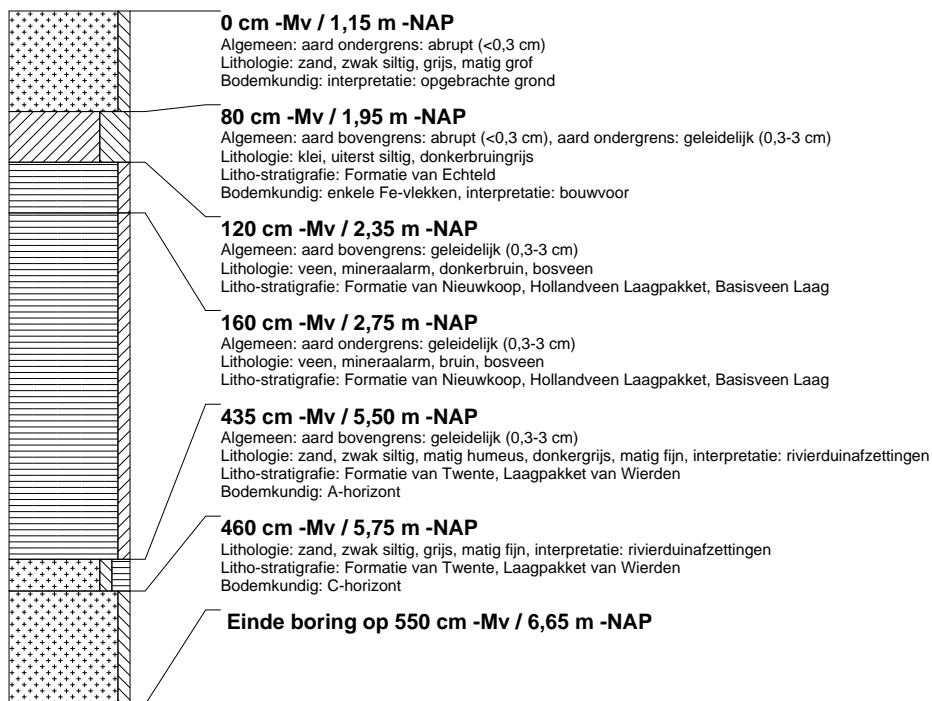 0 cm -Mv / 1,15 m -NAP
Algemeen: aard ondergrens: abrupt (<0,3 cm)
Lithologie: zand, zwak siltig, grijs, matig grof
Bodemkundig: interpretatie: opgebrachte grond
80 cm -Mv / 1,95 m -NAP
Algemeen: aard bovengrens: abrupt (<0,3 cm), aard ondergrens: geleidelijk (0,3-3 cm)
Lithologie: klei, uiterst siltig, donkerbruingrijs
Litho-stratigrafie: Formatie van Echteld
Bodemkundig: enkele Fe-vlekken, interpretatie: bouwvoor
120 cm -Mv / 2,35 m -NAP
Algemeen: aard bovengrens: geleidelijk (0,3-3 cm)
Lithologie: veen, mineraalarm, donkerbruin, bosveen
Litho-stratigrafie: Formatie van Nieuwkoop, Hollandveen Laagpakket, Basisveen Laag
160 cm -Mv / 2,75 m -NAP
Algemeen: aard ondergrens: geleidelijk (0,3-3 cm)
Lithologie: veen, mineraalarm, bruin, bosveen
Litho-stratigrafie: Formatie van Nieuwkoop, Hollandveen Laagpakket, Basisveen Laag
435 cm -Mv / 5,50 m -NAP
Algemeen: aard bovengrens: geleidelijk (0,3-3 cm)
Lithologie: zand, zwak siltig, matig humeus, donkergrijs, matig fijn, interpretatie: rivierduinafzettingen
Litho-stratigrafie: Formatie van Twente, Laagpakket van Wierden
Bodemkundig: A-horizont
460 cm -Mv / 5,75 m -NAP
Lithologie: zand, zwak siltig, grijs, matig fijn, interpretatie: rivierduinafzettingen
Litho-stratigrafie: Formatie van Twente, Laagpakket van Wierden
Bodemkundig: C-horizont
Einde boring op 550 cm -Mv / 6,65 m -NAP